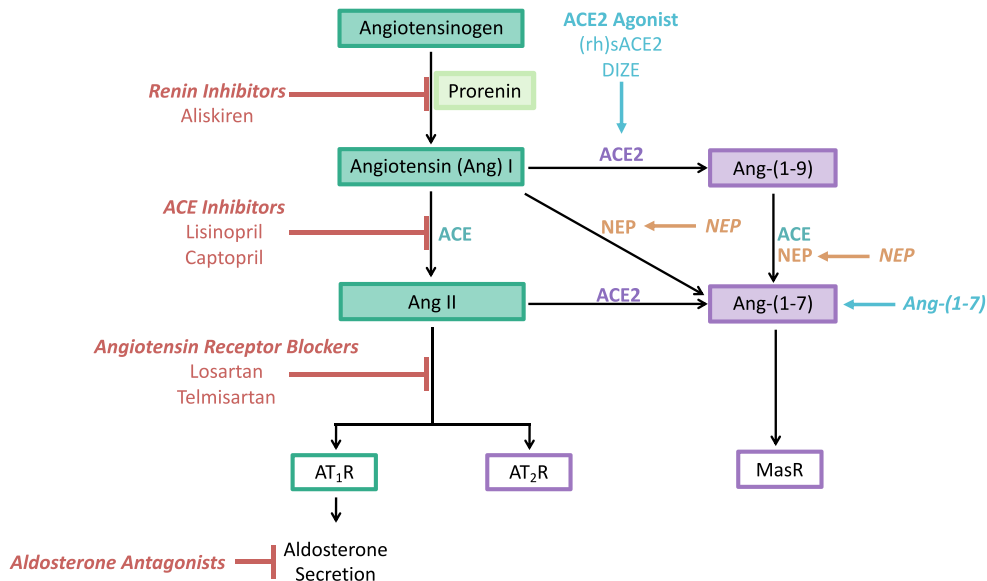 Angiotensinogen
ACE2 Agonist
(rh)sACE2
DIZE
Renin Inhibitors
Aliskiren
Prorenin
Angiotensin (Ang) I
ACE2
Ang-(1-9)
ACE Inhibitors
Lisinopril
Captopril
ACE
NEP
NEP
ACE
NEP
NEP
Ang II
ACE2
Ang-(1-7)
Ang-(1-7)
Angiotensin Receptor Blockers
Losartan
Telmisartan
AT₁R
AT₂R
MasR
Aldosterone Antagonists
Aldosterone
Secretion